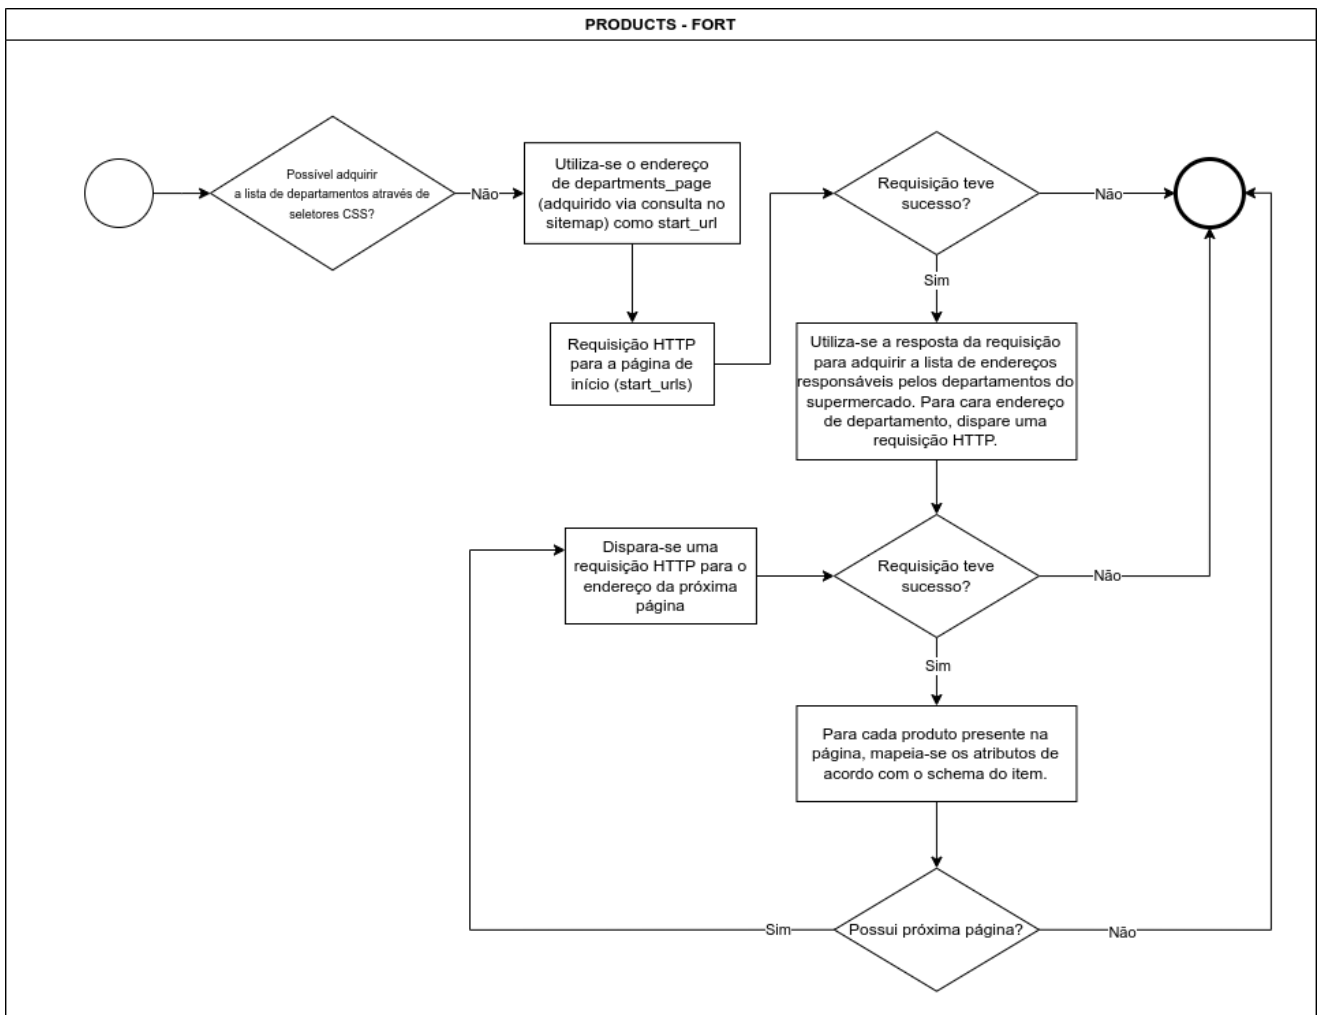 PRODUCTS - FORT
Possível adquirir
a lista de departamentos através de
seletores CSS?
Não
Utiliza-se o endereço
de departments_page
(adquirido via consulta no
sitemap) como start_url
Requisição HTTP
para a página de
início (start_urls)
Requisição teve
sucesso?
Não
Sim
Utiliza-se a resposta da requisição
para adquirir a lista de endereços
responsáveis pelos departamentos do
supermercado. Para cara endereço
de departamento, dispare uma
requisição HTTP.
Dispara-se uma
requisição HTTP para o
endereço da próxima
página
Requisição teve
sucesso?
Não
Sim
Para cada produto presente na
página, mapeia-se os atributos de
acordo com o schema do item.
Possui próxima página?
Sim
Não